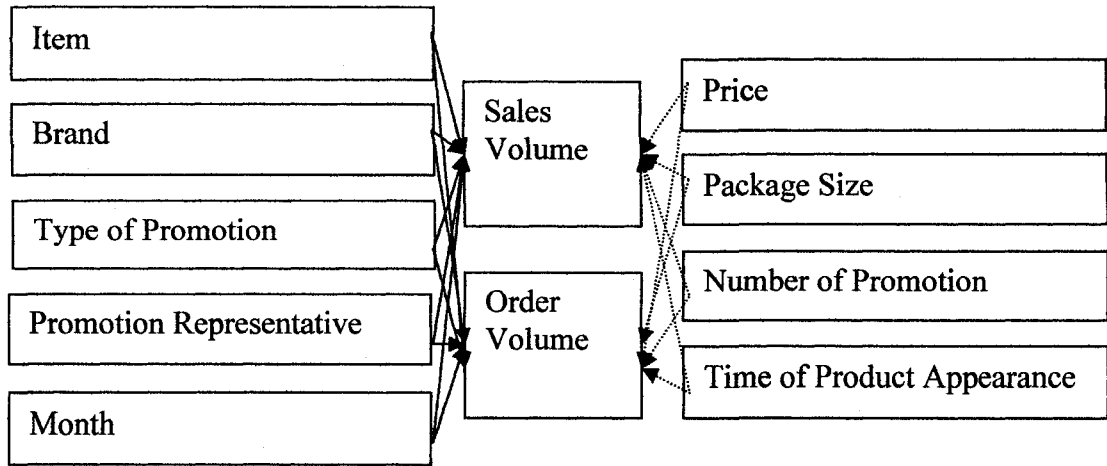 Item
Brand
Type of Promotion
Promotion Representative
Month
Sales
Volume
Order
Volume
Price
Package Size
Number of Promotion
Time of Product Appearance